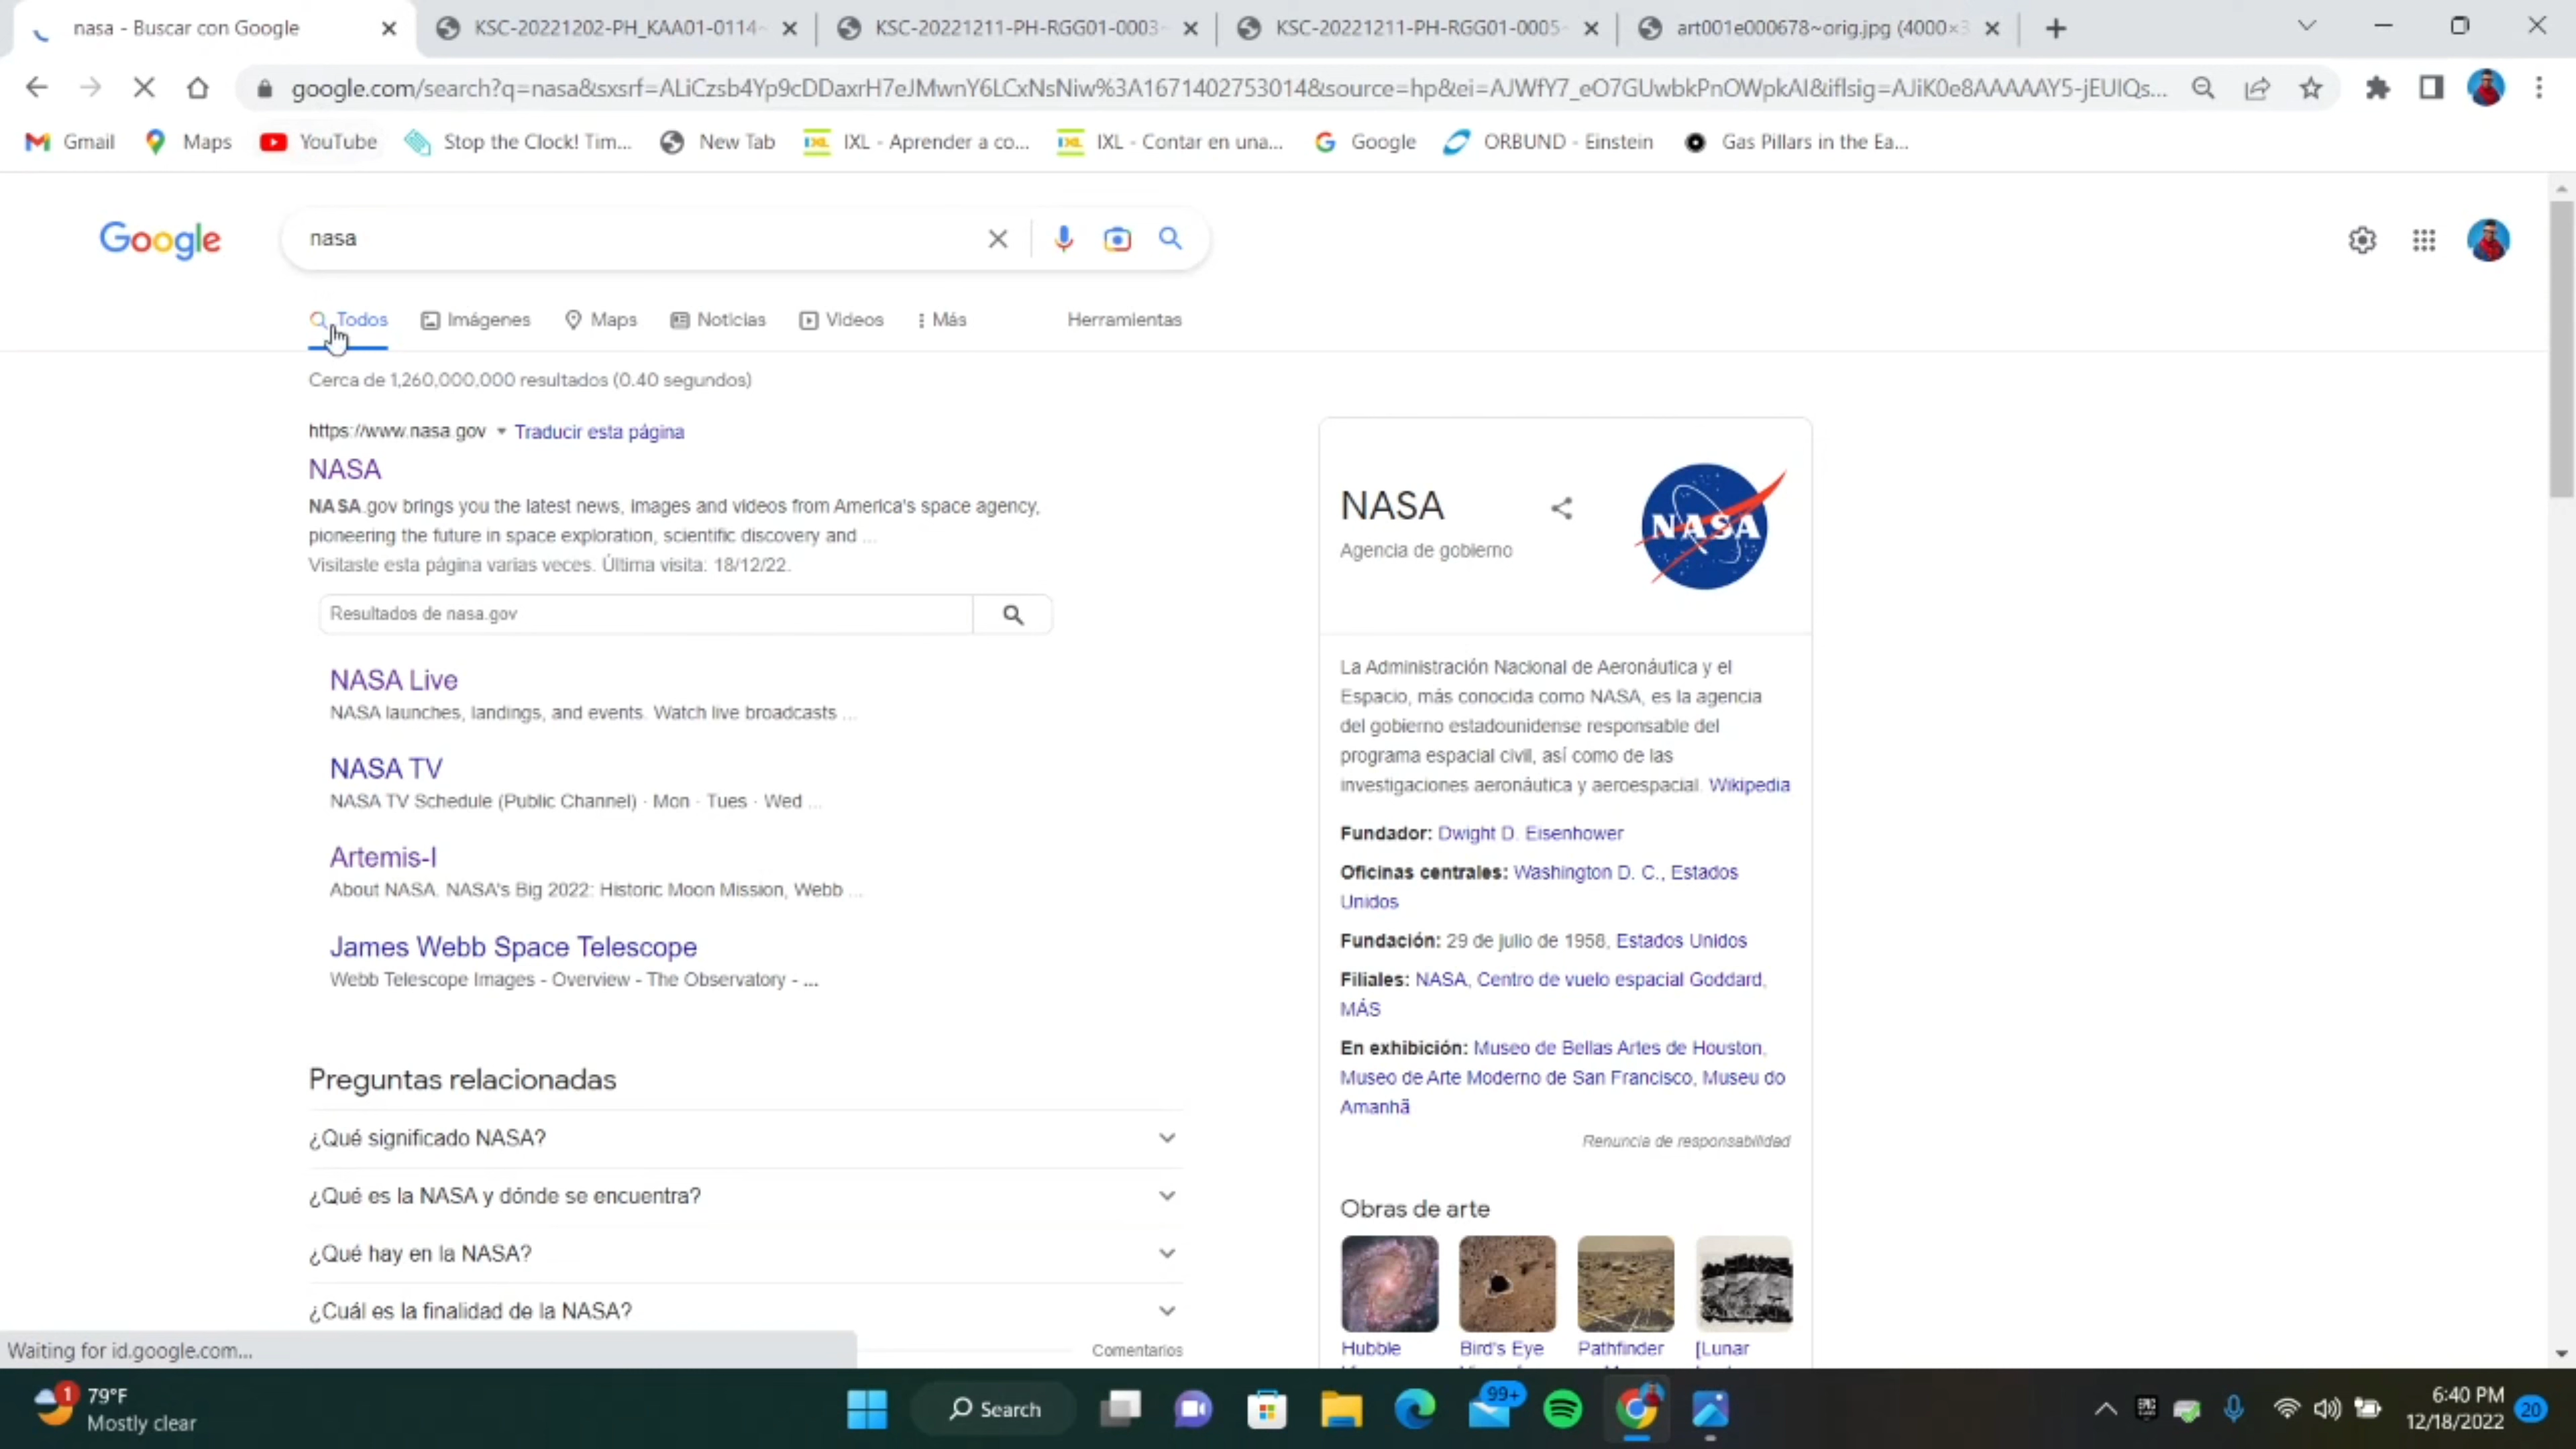 nasa - Buscar con Google
KSC-20221202-PH_KAA01-0114~
KSC-20221211-PH-RGG01-0003~
KSC-20221211-PH-RGG01-0005~
art001e000678~orig.jpg (4000×3
google.com/search?q=nasa&sxsrf=ALiCzsb4Yp9cDDaxrH7eJMwnY6LCxNsNiw%3A1671402753014&source=hp&ei=AJWfY7_eO7GUwbkPnOWpkAI&iflsig=AJiK0e8AAAAAY5-jEUIQs...
Gmail
Maps
YouTube
Stop the Clock! Tim...
New Tab
IXL - Aprender a co...
IXL - Contar en una...
Google
ORBUND - Einstein
Gas Pillars in the Ea...
Google
nasa
Todos
Imágenes
Maps
Noticias
Videos
Más
Herramientas
Cerca de 1,260,000,000 resultados (0.40 segundos)
https://www.nasa.gov Traducir esta página
NASA
NASA.gov brings you the latest news, images and videos from America's space agency,
pioneering the future in space exploration, scientific discovery and ...
Visitaste esta página varias veces. Última visita: 18/12/22.
Resultados de nasa.gov
NASA Live
NASA launches, landings, and events. Watch live broadcasts ...
NASA TV
NASA TV Schedule (Public Channel) · Mon · Tues · Wed ...
Artemis-I
About NASA. NASA's Big 2022: Historic Moon Mission, Webb ...
James Webb Space Telescope
Webb Telescope Images - Overview - The Observatory - ...
Preguntas relacionadas
¿Qué significado NASA?
¿Qué es la NASA y dónde se encuentra?
¿Qué hay en la NASA?
¿Cuál es la finalidad de la NASA?
Comentarios
NASA
Agencia de gobierno
NASA
La Administración Nacional de Aeronáutica y el
Espacio, más conocida como NASA, es la agencia
del gobierno estadounidense responsable del
programa espacial civil, así como de las
investigaciones aeronáutica y aeroespacial. Wikipedia
Fundador: Dwight D. Eisenhower
Oficinas centrales: Washington D. C., Estados
Unidos
Fundación: 29 de julio de 1958, Estados Unidos
Filiales: NASA, Centro de vuelo espacial Goddard,
MÁS
En exhibición: Museo de Bellas Artes de Houston,
Museo de Arte Moderno de San Francisco, Museu do
Amanhã
Renuncia de responsabilidad
Obras de arte
Hubble
Bird's Eye
Pathfinder
[Lunar
Waiting for id.google.com...
1
79°F
Mostly clear
Search
99+
EPIC
6:40 PM
12/18/2022
20